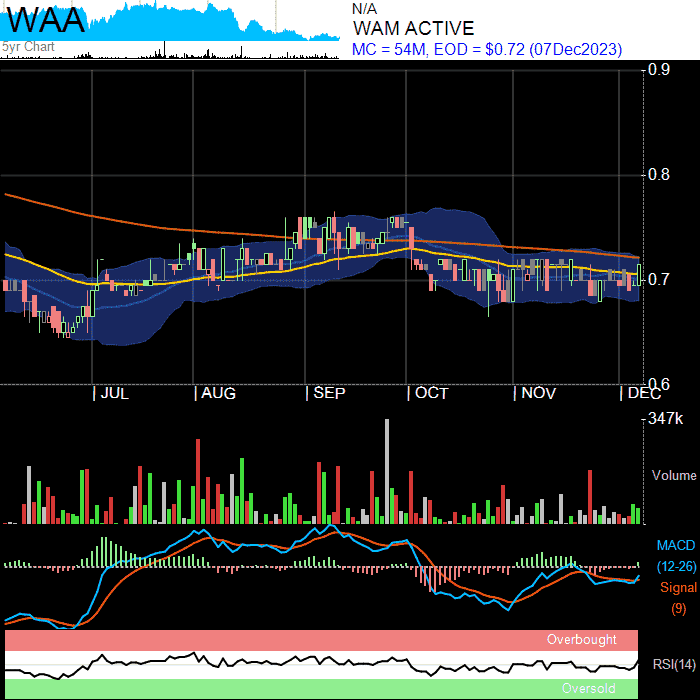 WAA
5yr Chart
N/A
WAM ACTIVE
MC = 54M, EOD = $0.72 (07Dec2023)
0.9
0.8
0.7
0.6
JUL AUG SEP OCT NOV DEC
347k
Volume
MACD
(12-26)
Signal
(9)
Overbought
RSI(14)
Oversold